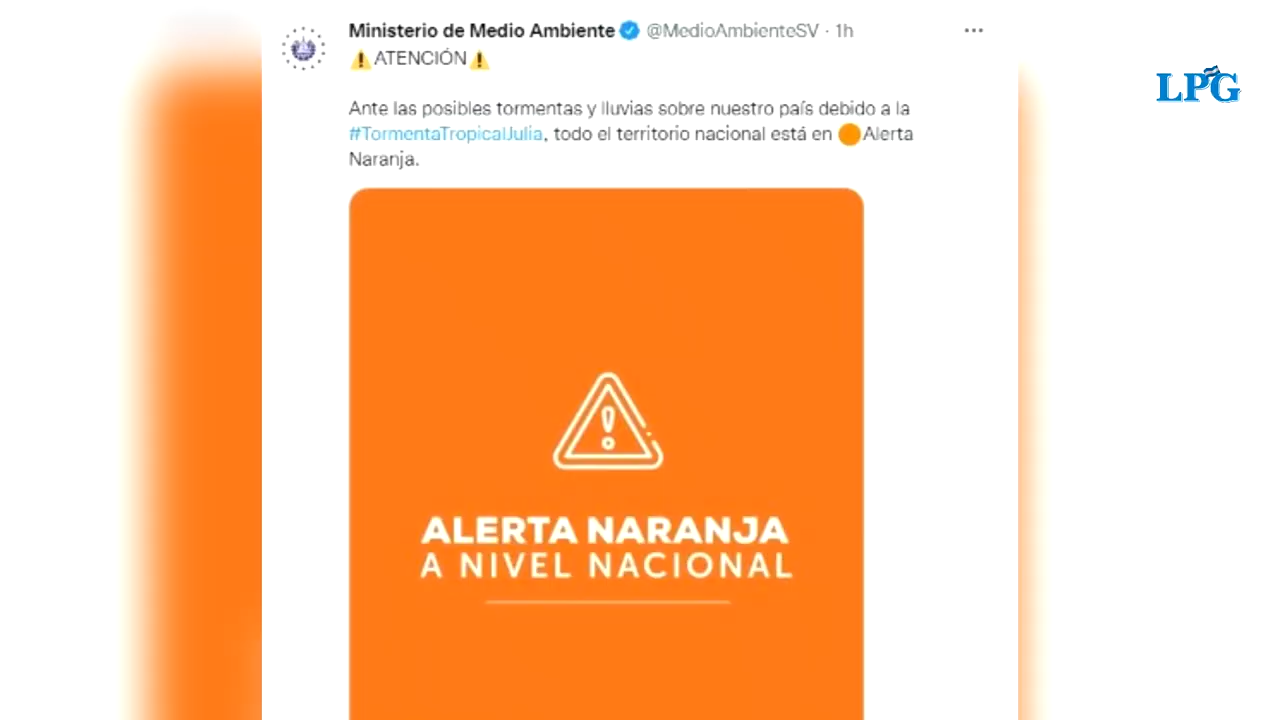 Ministerio de Medio Ambiente @MedioAmbienteSV · 1h
⚠️ATENCIÓN⚠️
Ante las posibles tormentas y lluvias sobre nuestro país debido a la
#TormentaTropicalJulia, todo el territorio nacional está en 🟠Alerta
Naranja.
ALERTA NARANJA
A NIVEL NACIONAL
LPG